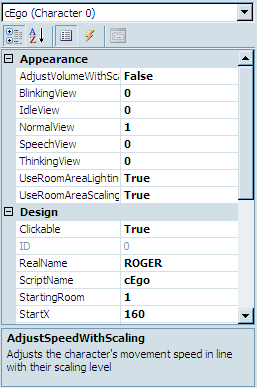 cEgo (Character 0)
A
Z
Appearance
AdjustVolumeWithSca False
BlinkingView 0
IdleView 0
NormalView 1
SpeechView 0
ThinkingView 0
UseRoomAreaLightin True
UseRoomAreaScaling True
Design
Clickable True
ID 0
RealName ROGER
ScriptName cEgo
StartingRoom 1
StartX 160
AdjustSpeedWithScaling
Adjusts the character's movement speed in line
with their scaling level